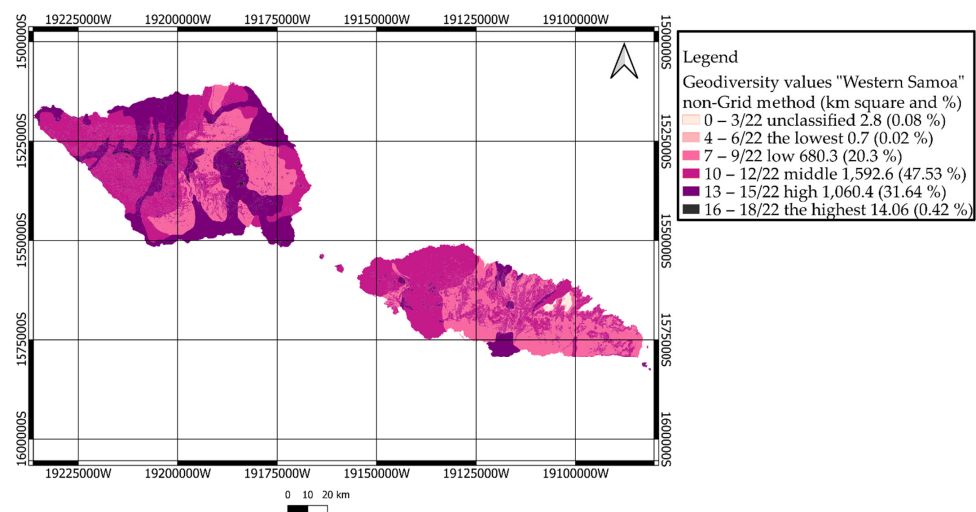 19225000W 19200000W 19175000W 19150000W 19125000W 19100000W
1500000S 1500000S
1525000S 1525000S
1550000S 1550000S
1575000S 1575000S
1600000S 1600000S
19225000W 19200000W 19175000W 19150000W 19125000W 19100000W
0 10 20 km
Legend
Geodiversity values "Western Samoa"
non-Grid method (km square and %)
0 – 3/22 unclassified 2.8 (0.08 %)
4 – 6/22 the lowest 0.7 (0.02 %)
7 – 9/22 low 680.3 (20.3 %)
10 – 12/22 middle 1,592.6 (47.53 %)
13 – 15/22 high 1,060.4 (31.64 %)
16 – 18/22 the highest 14.06 (0.42 %)